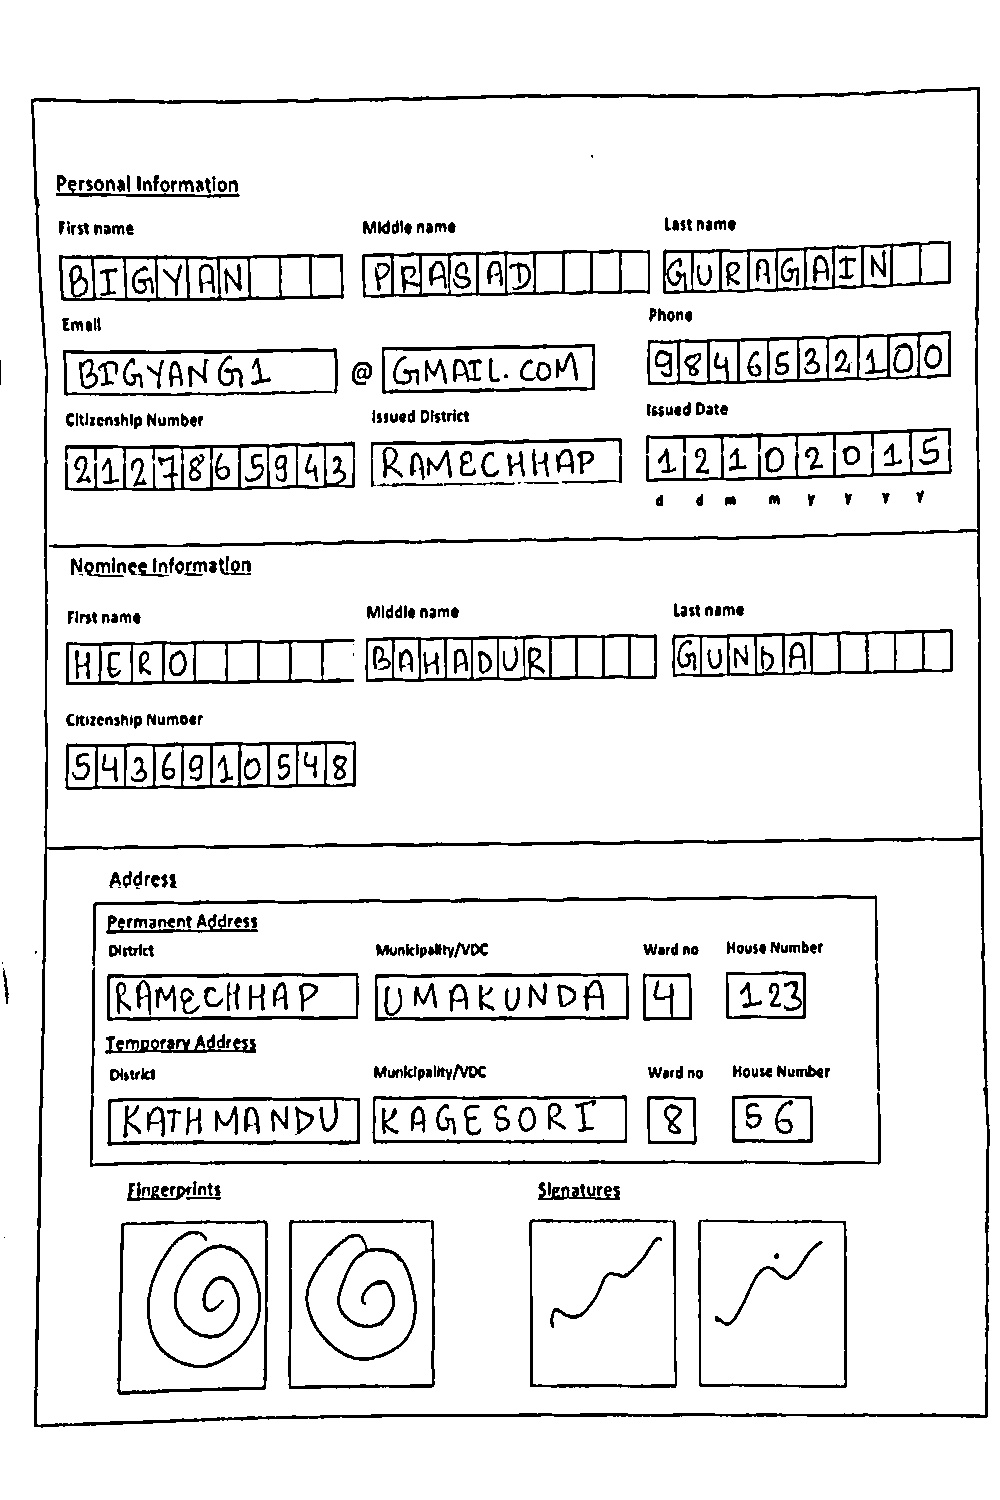 Personal Information
First name Middle name Last name
BIGYAN PRASAD GURAGAIN
Email Phone
BIGYANG1 @ GMAIL.COM 9846532100
Citizenship Number Issued District Issued Date
2127865943 RAMECHHAP 12102015
d d m m y y y y
Nominee Information
First name Middle name Last name
HERO BAHADUR GUNDA
Citizenship Number
5436910548
Address
Permanent Address
District Municipality/VDC Ward no House Number
RAMECHHAP UMAKUNDA 4 123
Temporary Address
District Municipality/VDC Ward no House Number
KATHMANDU KAGESORI 8 56
Fingerprints Signatures